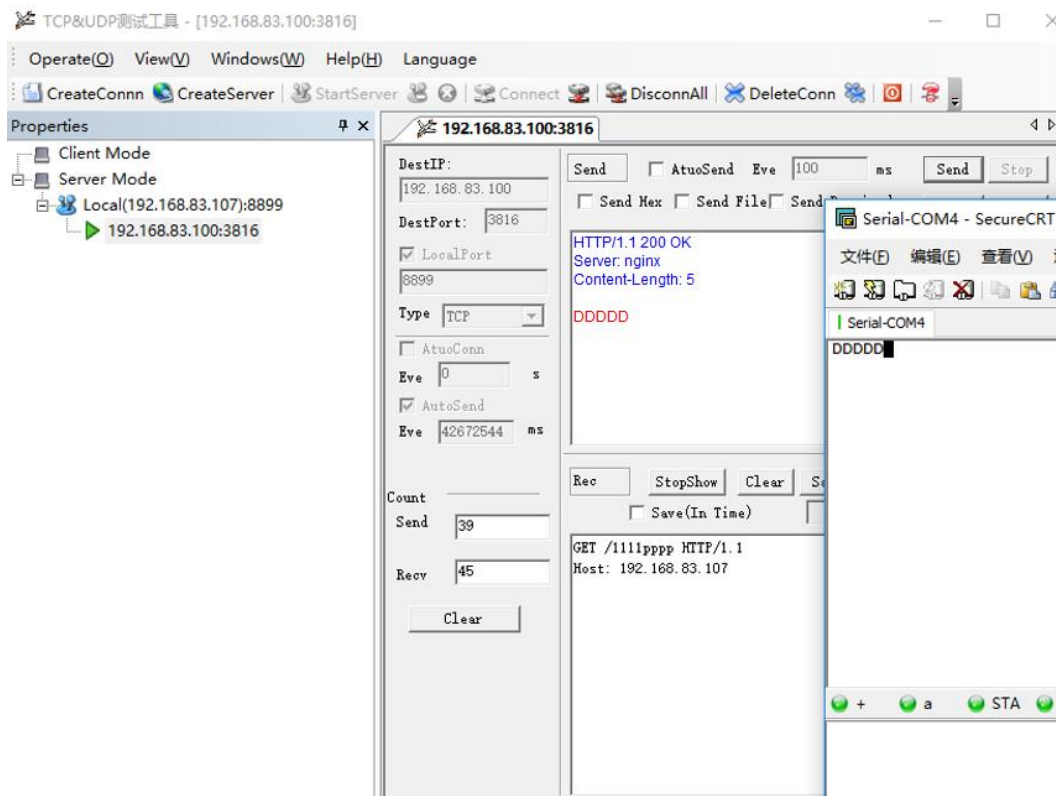 TCP&UDP测试工具 - [192.168.83.100:3816]
Operate(O) View(V) Windows(W) Help(H) Language
CreateConnn CreateServer StartServer Connect DisconnAll DeleteConn
Properties
192.168.83.100:3816
Client Mode
Server Mode
Local(192.168.83.107):8899
192.168.83.100:3816
DestIP:
192.168.83.100
DestPort: 3816
LocalPort
8899
Type TCP
AtuoConn
Eve 0 s
AutoSend
Eve 42672544 ms
Count
Send 39
Recv 45
Clear
Send AtuoSend Eve 100 ms Send Stop
Send Hex Send File Send
HTTP/1.1 200 OK
Server: nginx
Content-Length: 5
DDDDD
Rec StopShow Clear
Save(In Time)
GET /1111pppp HTTP/1.1
Host: 192.168.83.107
Serial-COM4 - SecureCRT
文件(F) 编辑(E) 查看(V)
Serial-COM4
DDDDD
+ a STA